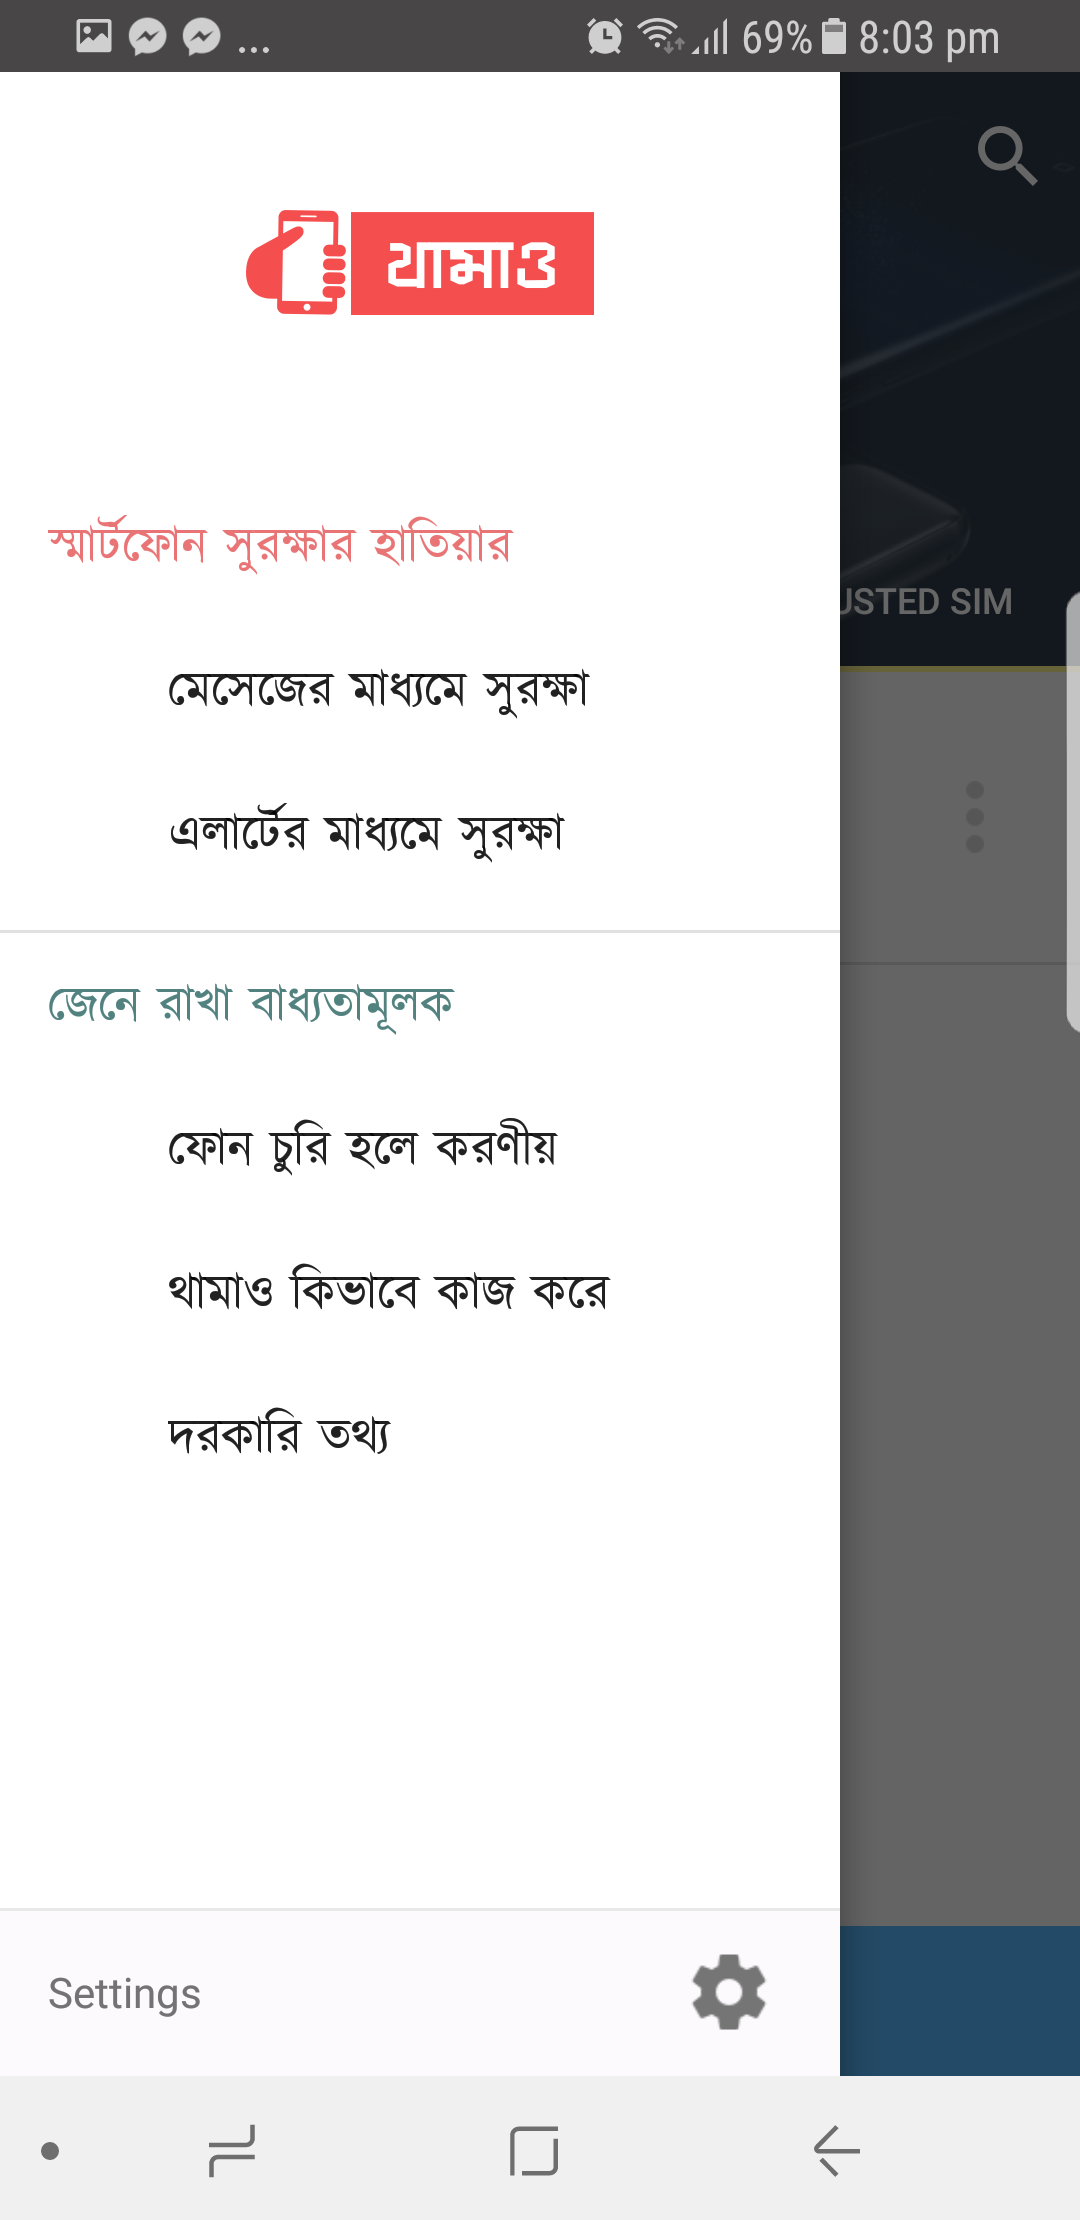 ... 69% 8:03 pm
থামাও
স্মার্টফোন সুরক্ষার হাতিয়ার
USTED SIM
মেসেজের মাধ্যমে সুরক্ষা
এলার্টের মাধ্যমে সুরক্ষা
জেনে রাখা বাধ্যতামূলক
ফোন চুরি হলে করণীয়
থামাও কিভাবে কাজ করে
দরকারি তথ্য
Settings